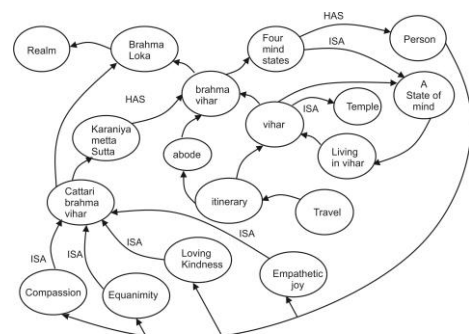 HAS
Four
mind
states
Person
ISA
Realm
Brahma
Loka
brahma
vihar
A
State of
mind
HAS
ISA
Temple
vihar
Karaniya
metta
Sutta
abode
Living
in vihar
Cattari
brahma
vihar
itinerary
Travel
ISA
ISA
ISA
ISA
Loving
Kindness
Empathetic
joy
Compassion
Equanimity